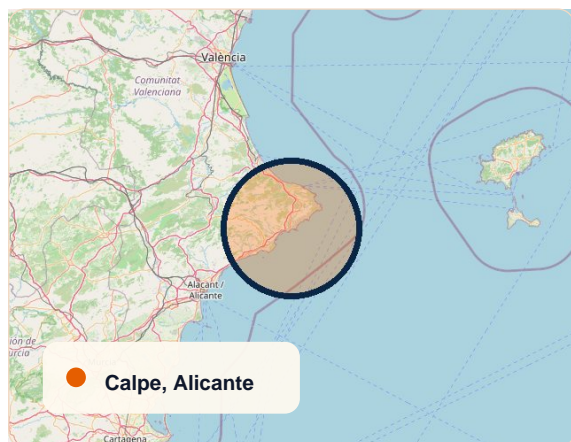 València
Comunitat
Valenciana
Alacant /
Alicante
Calpe, Alicante
Cartagena